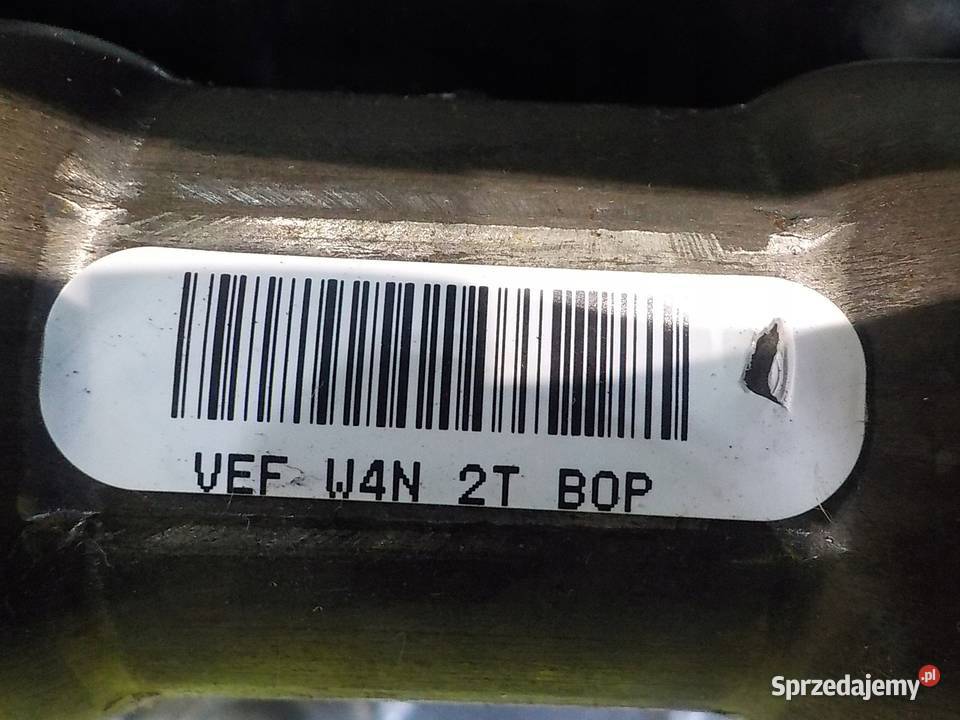 VEF W4N 2T BOP
Sprzedajemy.pl